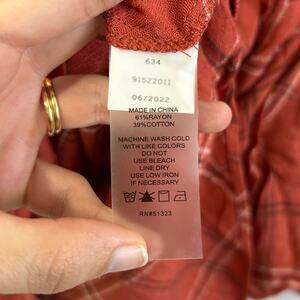 634
91522011
06/2022
MADE IN CHINA
61%RAYON
39%COTTON
MACHINE WASH COLD
WITH LIKE COLORS
DO NOT
USE BLEACH
LINE DRY
USE LOW IRON
IF NECESSARY
RN#51323